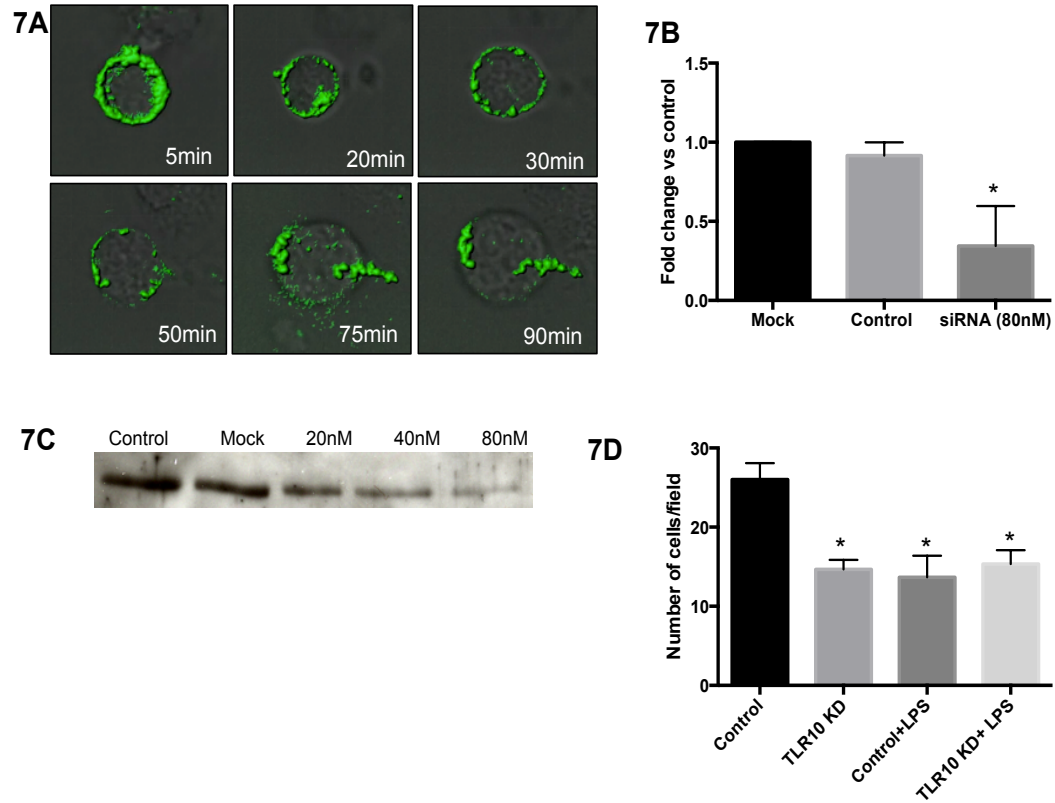 7A
5min
20min
30min
50min
75min
90min
7B
Fold change vs control
1.5
1.0
0.5
0.0
*
Mock Control siRNA (80nM)
7C
Control Mock 20nM 40nM 80nM
7D
Number of cells/field
30
20
10
0
* * *
Control
TLR10 KD
Control+LPS
TLR10 KD+ LPS